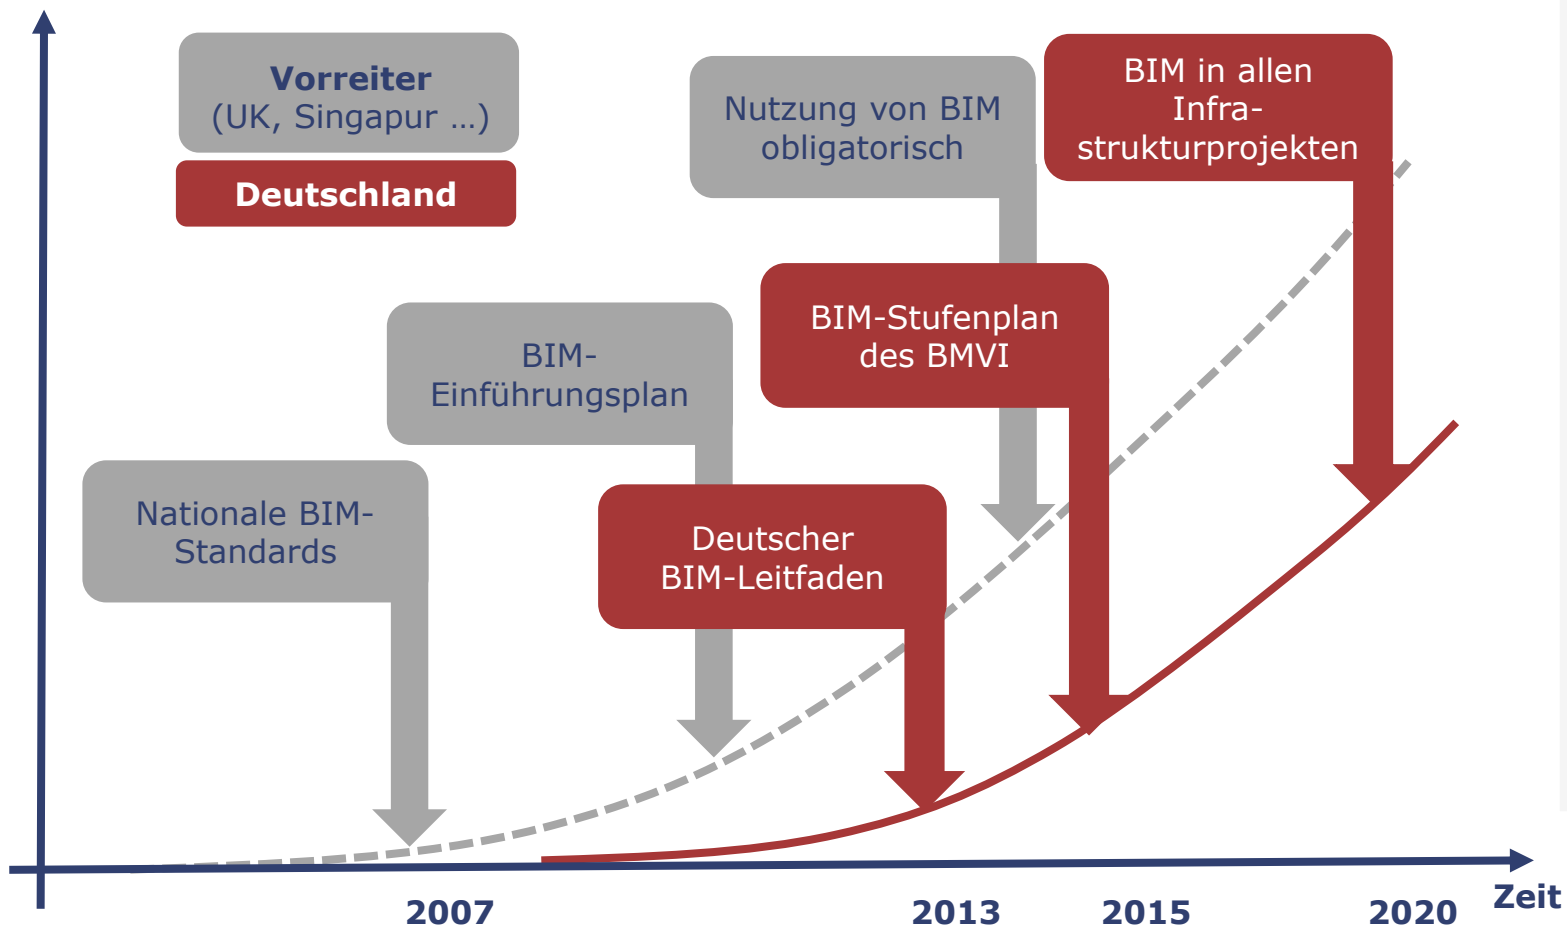 Vorreiter
(UK, Singapur …)
Deutschland
Nutzung von BIM
obligatorisch
BIM in allen
Infra-
strukturprojekten
BIM-
Einführungsplan
BIM-Stufenplan
des BMVI
Nationale BIM-
Standards
Deutscher
BIM-Leitfaden
Zeit
2007
2013
2015
2020